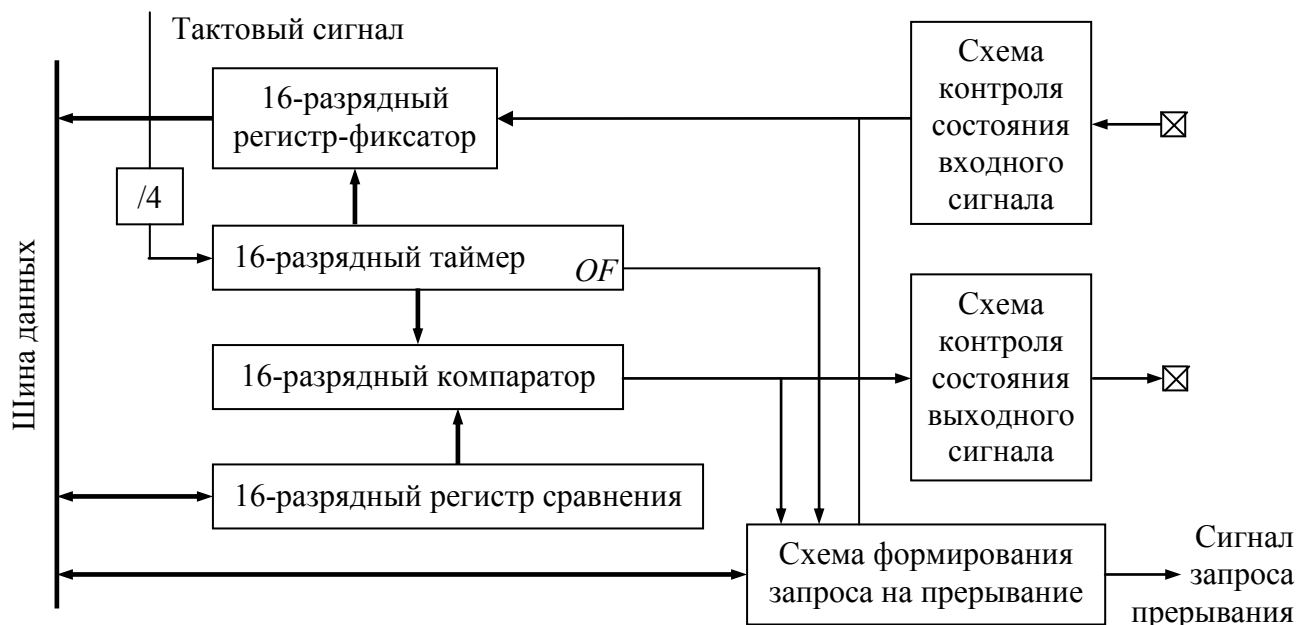 Тактовый сигнал
16-разрядный
регистр-фиксатор
Схема
контроля
состояния
входного
сигнала
/4
16-разрядный таймер
OF
Шина данных
16-разрядный компаратор
Схема
контроля
состояния
выходного
сигнала
16-разрядный регистр сравнения
Схема формирования
запроса на прерывание
Сигнал
запроса
прерывания